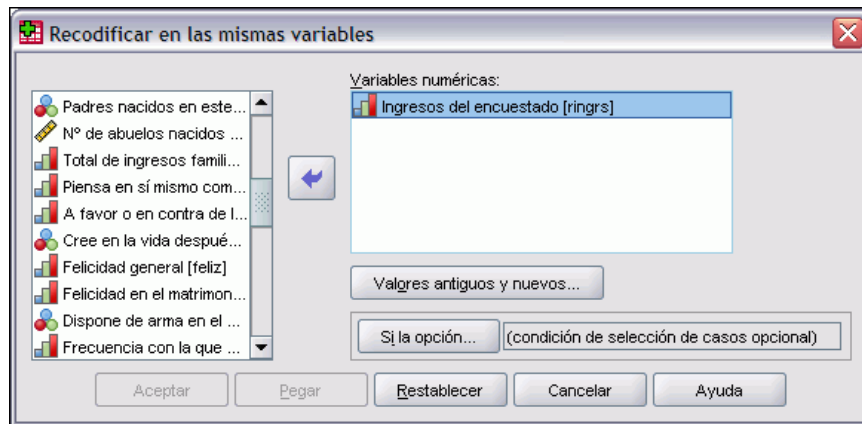 Recodificar en las mismas variables
Variables numéricas:
Padres nacidos en este...
Nº de abuelos nacidos ...
Total de ingresos famili...
Piensa en sí mismo com...
A favor o en contra de l...
Cree en la vida despué...
Felicidad general [feliz]
Felicidad en el matrimon...
Dispone de arma en el ...
Frecuencia con la que ...
Ingresos del encuestado [ringrs]
Valores antiguos y nuevos...
Si la opción...
(condición de selección de casos opcional)
Aceptar
Pegar
Restablecer
Cancelar
Ayuda